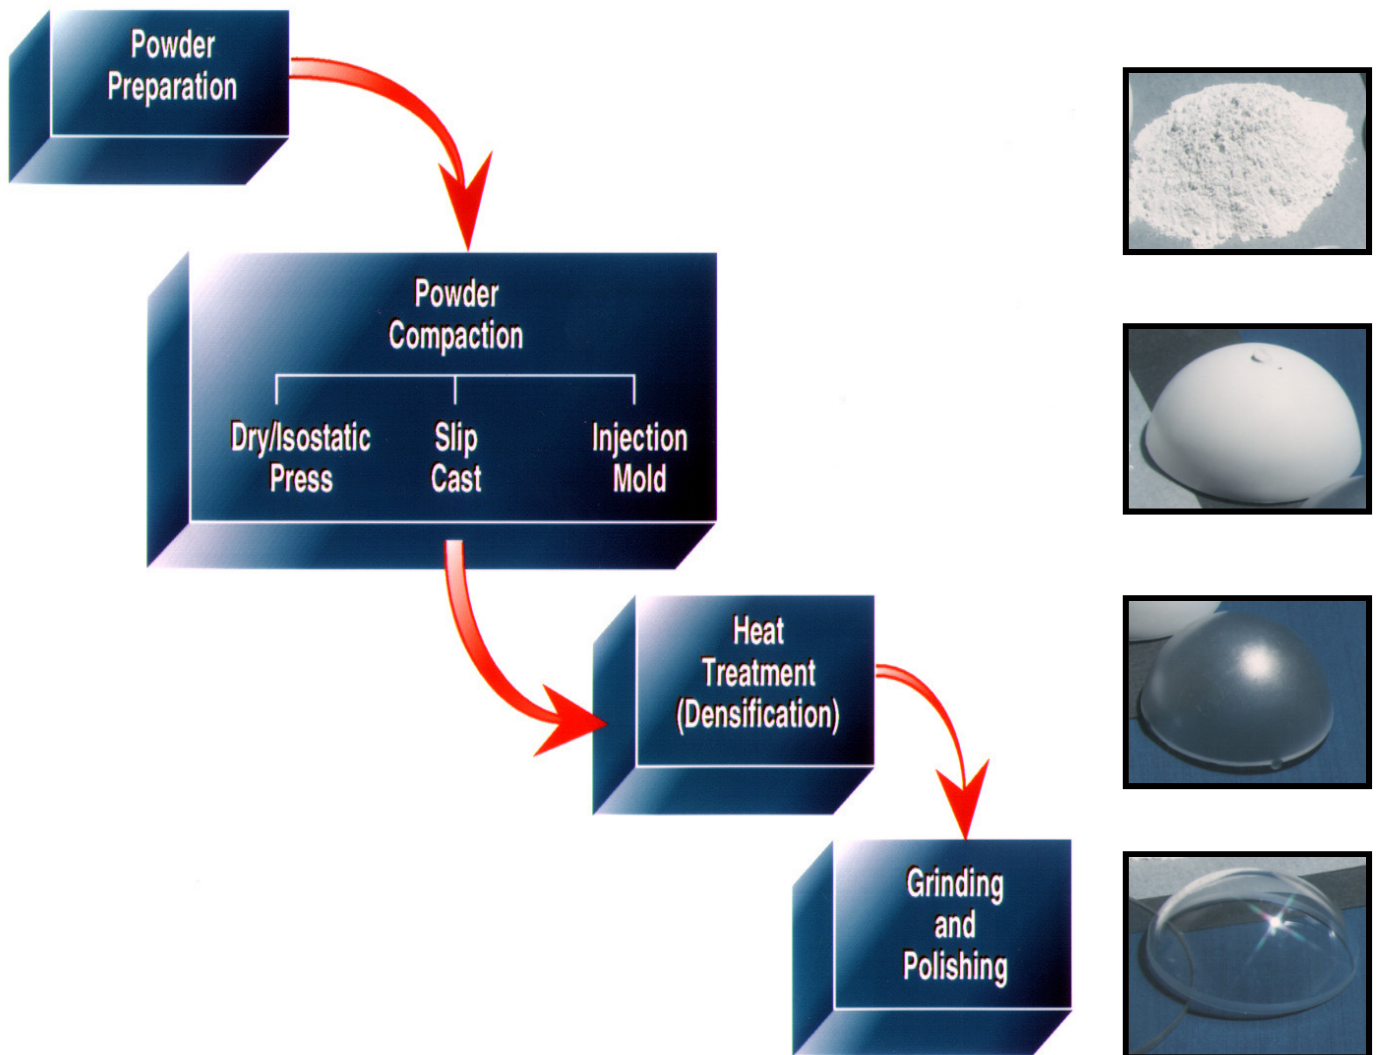 Powder
Preparation
Powder
Compaction
Dry/Isostatic
Press
Slip
Cast
Injection
Mold
Heat
Treatment
(Densification)
Grinding
and
Polishing